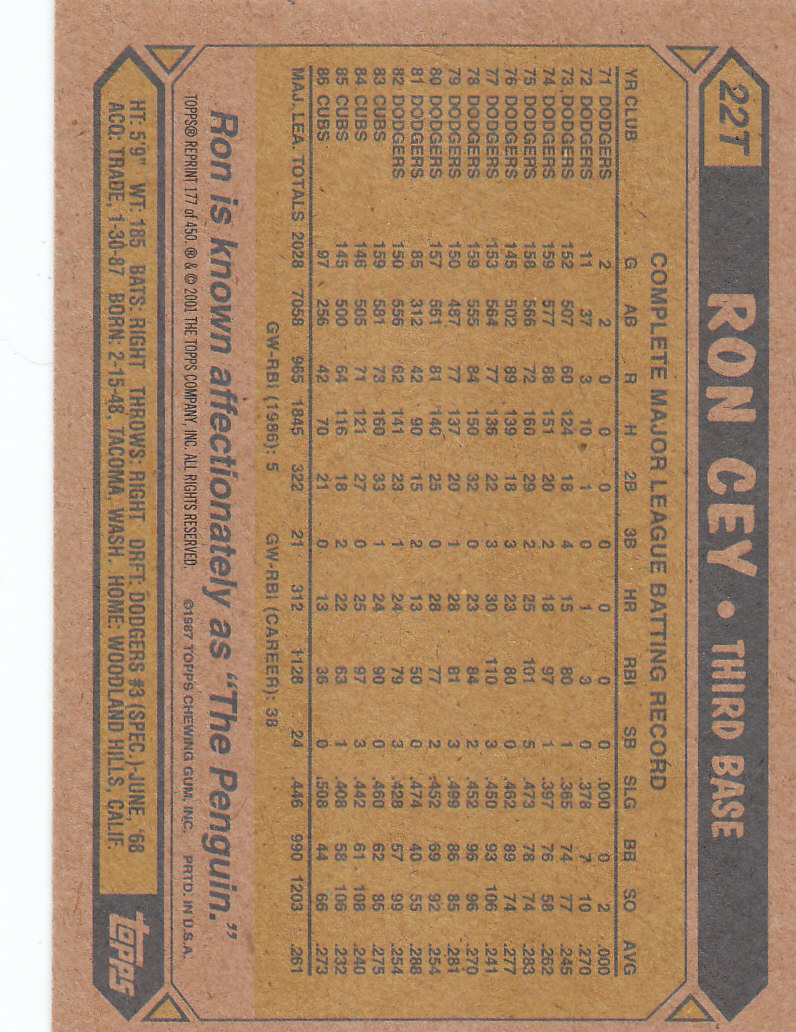 22T RON CEY • THIRD BASE
COMPLETE MAJOR LEAGUE BATTING RECORD
YR CLUB G AB R H 2B 3B HR RBI SB SLG BB SO AVG
71 DODGERS 2 2 0 0 0 0 0 0 0 .000 0 2 .000
72 DODGERS 11 37 3 10 1 0 1 3 0 .378 7 10 .270
73 DODGERS 152 507 60 124 18 4 15 80 1 .385 74 77 .245
74 DODGERS 159 577 88 151 20 2 18 97 1 .397 76 58 .262
75 DODGERS 158 566 72 160 29 2 25 101 5 .473 78 74 .283
76 DODGERS 145 502 89 139 18 3 23 80 0 .462 89 74 .277
77 DODGERS 153 564 77 136 22 3 30 110 3 .450 93 106 .241
78 DODGERS 159 555 84 150 32 0 23 84 2 .452 96 96 .270
79 DODGERS 150 487 77 137 20 1 28 81 3 .499 86 85 .281
80 DODGERS 157 551 81 140 25 0 28 77 2 .452 69 92 .254
81 DODGERS 85 312 42 90 15 2 13 50 0 .474 40 55 .288
82 DODGERS 150 556 62 141 23 1 24 79 3 .428 57 99 .254
83 CUBS 159 581 73 160 33 1 24 90 0 .460 62 85 .275
84 CUBS 146 505 71 121 27 0 25 97 3 .442 61 108 .240
85 CUBS 145 500 64 116 18 2 22 63 1 .408 58 106 .232
86 CUBS 97 256 42 70 21 0 13 36 0 .508 44 66 .273
MAJ. LEA. TOTALS 2028 7058 965 1845 322 21 312 1128 24 .446 990 1203 .261
GW-RBI (1986): 5 GW-RBI (CAREER): 38
Ron is known affectionately as “The Penguin.”
TOPPS® REPRINT 177 of 450. ® & © 2001 THE TOPPS COMPANY, INC. ALL RIGHTS RESERVED. ©1987 TOPPS CHEWING GUM, INC. PRTD. IN U.S.A.
HT: 5'9" WT: 185 BATS: RIGHT THROWS: RIGHT DRFT: DODGERS #3 (SPEC.)-JUNE, '68
ACQ: TRADE, 1-30-87 BORN: 2-15-48, TACOMA, WASH. HOME: WOODLAND HILLS, CALIF.
topps